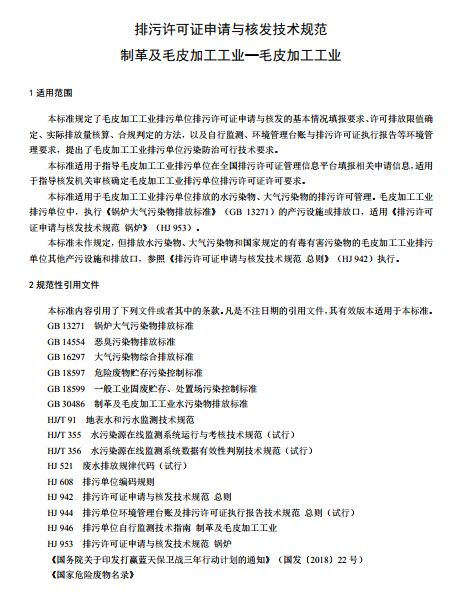 排污许可证申请与核发技术规范
制革及毛皮加工工业—毛皮加工工业
1 适用范围
本标准规定了毛皮加工工业排污单位排污许可证申请与核发的基本情况填报要求、许可排放限值确
定、实际排放量核算、合规判定的方法，以及自行监测、环境管理台账与排污许可证执行报告等环境管
理要求，提出了毛皮加工工业排污单位污染防治可行技术要求。
本标准适用于指导毛皮加工工业排污单位在全国排污许可证管理信息平台填报相关申请信息，适用
于指导核发机关审核确定毛皮加工工业排污单位排污许可证许可要求。
本标准适用于毛皮加工工业排污单位排放的水污染物、大气污染物的排污许可管理。毛皮加工工业
排污单位中，执行《锅炉大气污染物排放标准》（GB 13271）的产污设施或排放口，适用《排污许可
证申请与核发技术规范 锅炉》（HJ 953）。
本标准未作规定，但排放水污染物、大气污染物和国家规定的有毒有害污染物的毛皮加工工业排污
单位其他产污设施和排放口，参照《排污许可证申请与核发技术规范 总则》（HJ 942）执行。
2 规范性引用文件
本标准内容引用了下列文件或者其中的条款。凡是不注日期的引用文件，其有效版本适用于本标准。
GB 13271 锅炉大气污染物排放标准
GB 14554 恶臭污染物排放标准
GB 16297 大气污染物综合排放标准
GB 18597 危险废物贮存污染控制标准
GB 18599 一般工业固废贮存、处置场污染控制标准
GB 30486 制革及毛皮加工工业水污染物排放标准
HJ/T 91 地表水和污水监测技术规范
HJ/T 355 水污染源在线监测系统运行与考核技术规范（试行）
HJ/T 356 水污染源在线监测系统数据有效性判别技术规范（试行）
HJ 521 废水排放规律代码（试行）
HJ 608 排污单位编码规则
HJ 942 排污许可证申请与核发技术规范 总则
HJ 944 排污单位环境管理台账及排污许可证执行报告技术规范 总则（试行）
HJ 946 排污单位自行监测技术指南 制革及毛皮加工工业
HJ 953 排污许可证申请与核发技术规范 锅炉
《国务院关于印发打赢蓝天保卫战三年行动计划的通知》（国发〔2018〕22 号）
《国家危险废物名录》